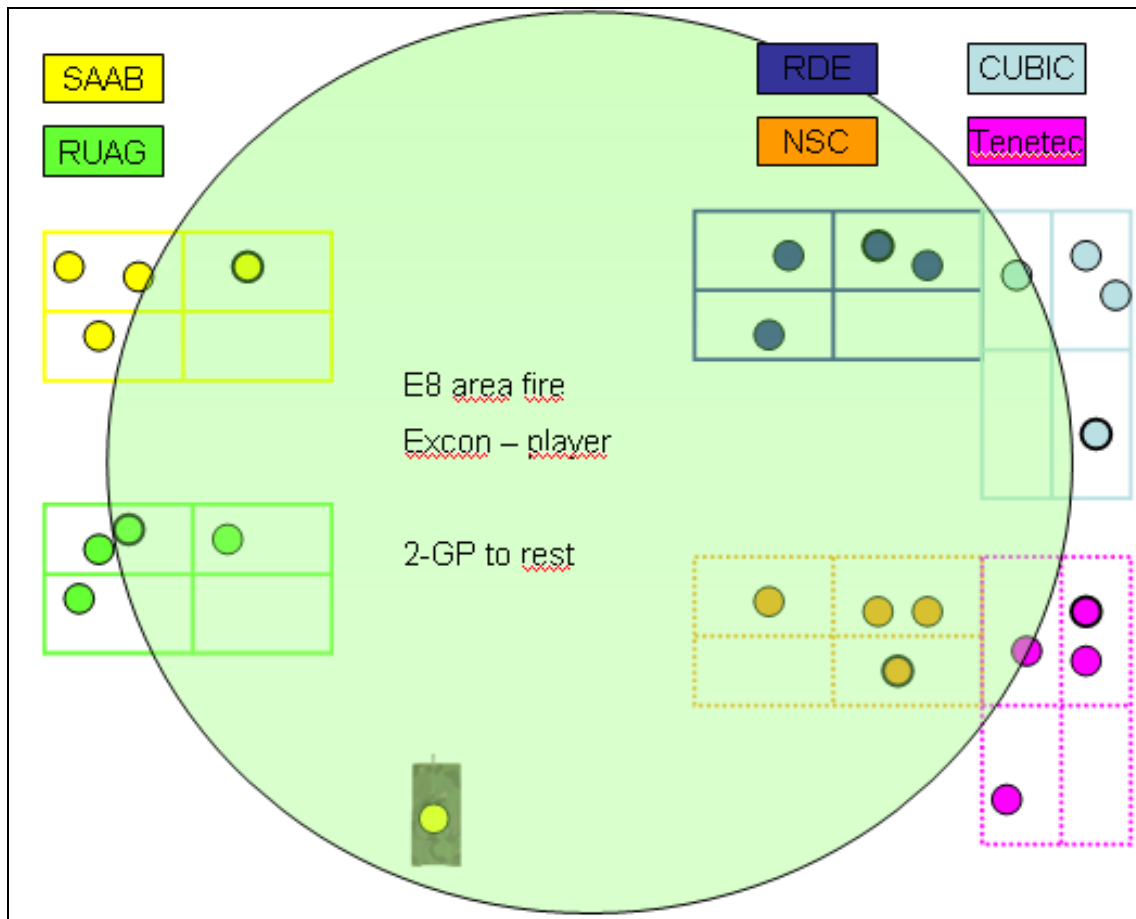 SAAB
RUAG
RDE
CUBIC
NSC
Tenetec
E8 area fire
Excon – player
2-GP to rest